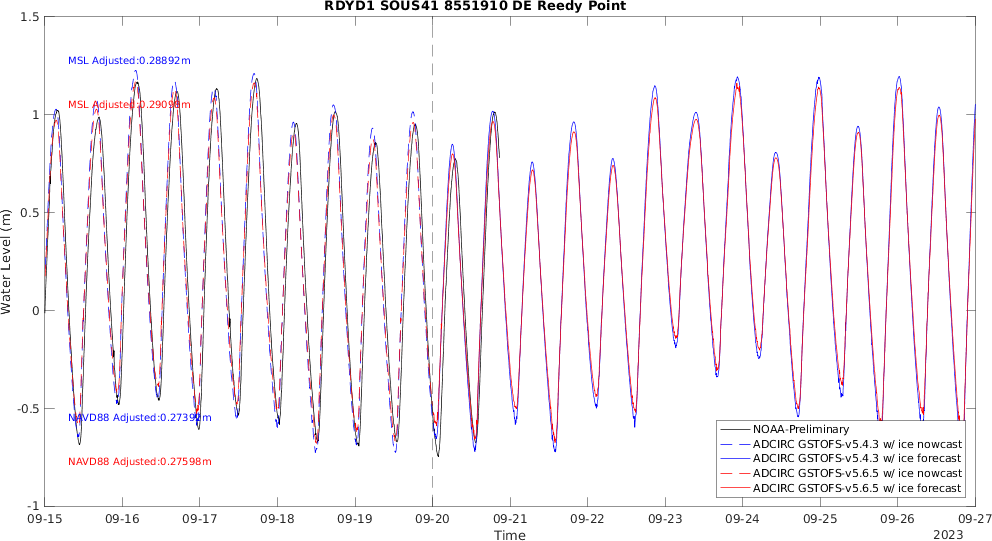 RDYD1 SOUS41 8551910 DE Reedy Point
1.5
1
0.5
0
-0.5
-1
Water Level (m)
MSL Adjusted:0.28892m
MSL Adjusted:0.2909 m
NAVD88 Adjusted:0.2739 m
NAVD88 Adjusted:0.27598m
NOAA-Preliminary
ADCIRC GSTOFS-v5.4.3 w/ ice nowcast
ADCIRC GSTOFS-v5.4.3 w/ ice forecast
ADCIRC GSTOFS-v5.6.5 w/ ice nowcast
ADCIRC GSTOFS-v5.6.5 w/ ice forecast
09-15 09-16 09-17 09-18 09-19 09-20 09-21 09-22 09-23 09-24 09-25 09-26 09-27
Time
2023